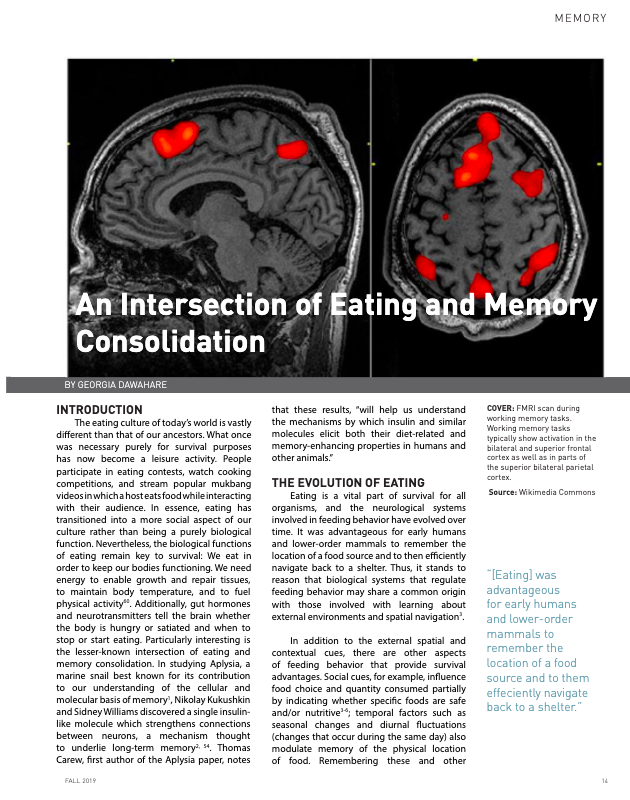 MEMORY
An Intersection of Eating and Memory
Consolidation
BY GEORGIA DAWAHARE
INTRODUCTION
The eating culture of today's world is vastly
different than that of our ancestors. What once
was necessary purely for survival purposes
has now become a leisure activity. People
participate in eating contests, watch cooking
competitions, and stream popular mukbang
videos in which a host eats food while interacting
with their audience. In essence, eating has
transitioned into a more social aspect of our
culture rather than being a purely biological
function. Nevertheless, the biological functions
of eating remain key to survival: We eat in
order to keep our bodies functioning. We need
energy to enable growth and repair tissues,
to maintain body temperature, and to fuel
physical activity⁶⁰. Additionally, gut hormones
and neurotransmitters tell the brain whether
the body is hungry or satiated and when to
stop or start eating. Particularly interesting is
the lesser-known intersection of eating and
memory consolidation. In studying Aplysia, a
marine snail best known for its contribution
to our understanding of the cellular and
molecular basis of memory¹, Nikolay Kukushkin
and Sidney Williams discovered a single insulin-
like molecule which strengthens connections
between neurons, a mechanism thought
to underlie long-term memory²· ⁵⁴. Thomas
Carew, first author of the Aplysia paper, notes
that these results, "will help us understand
the mechanisms by which insulin and similar
molecules elicit both their diet-related and
memory-enhancing properties in humans and
other animals."
THE EVOLUTION OF EATING
Eating is a vital part of survival for all
organisms, and the neurological systems
involved in feeding behavior have evolved over
time. It was advantageous for early humans
and lower-order mammals to remember the
location of a food source and to then efficiently
navigate back to a shelter. Thus, it stands to
reason that biological systems that regulate
feeding behavior may share a common origin
with those involved with learning about
external environments and spatial navigation³.
In addition to the external spatial and
contextual cues, there are other aspects
of feeding behavior that provide survival
advantages. Social cues, for example, influence
food choice and quantity consumed partially
by indicating whether specific foods are safe
and/or nutritive³⁻⁶; temporal factors such as
seasonal changes and diurnal fluctuations
(changes that occur during the same day) also
modulate memory of the physical location
of food. Remembering these and other
COVER: FMRI scan during
working memory tasks.
Working memory tasks
typically show activation in the
bilateral and superior frontal
cortex as well as in parts of
the superior bilateral parietal
cortex.
Source: Wikimedia Commons
"[Eating] was
advantageous
for early humans
and lower-order
mammals to
remember the
location of a food
source and to them
effeciently navigate
back to a shelter."
FALL 2019
14